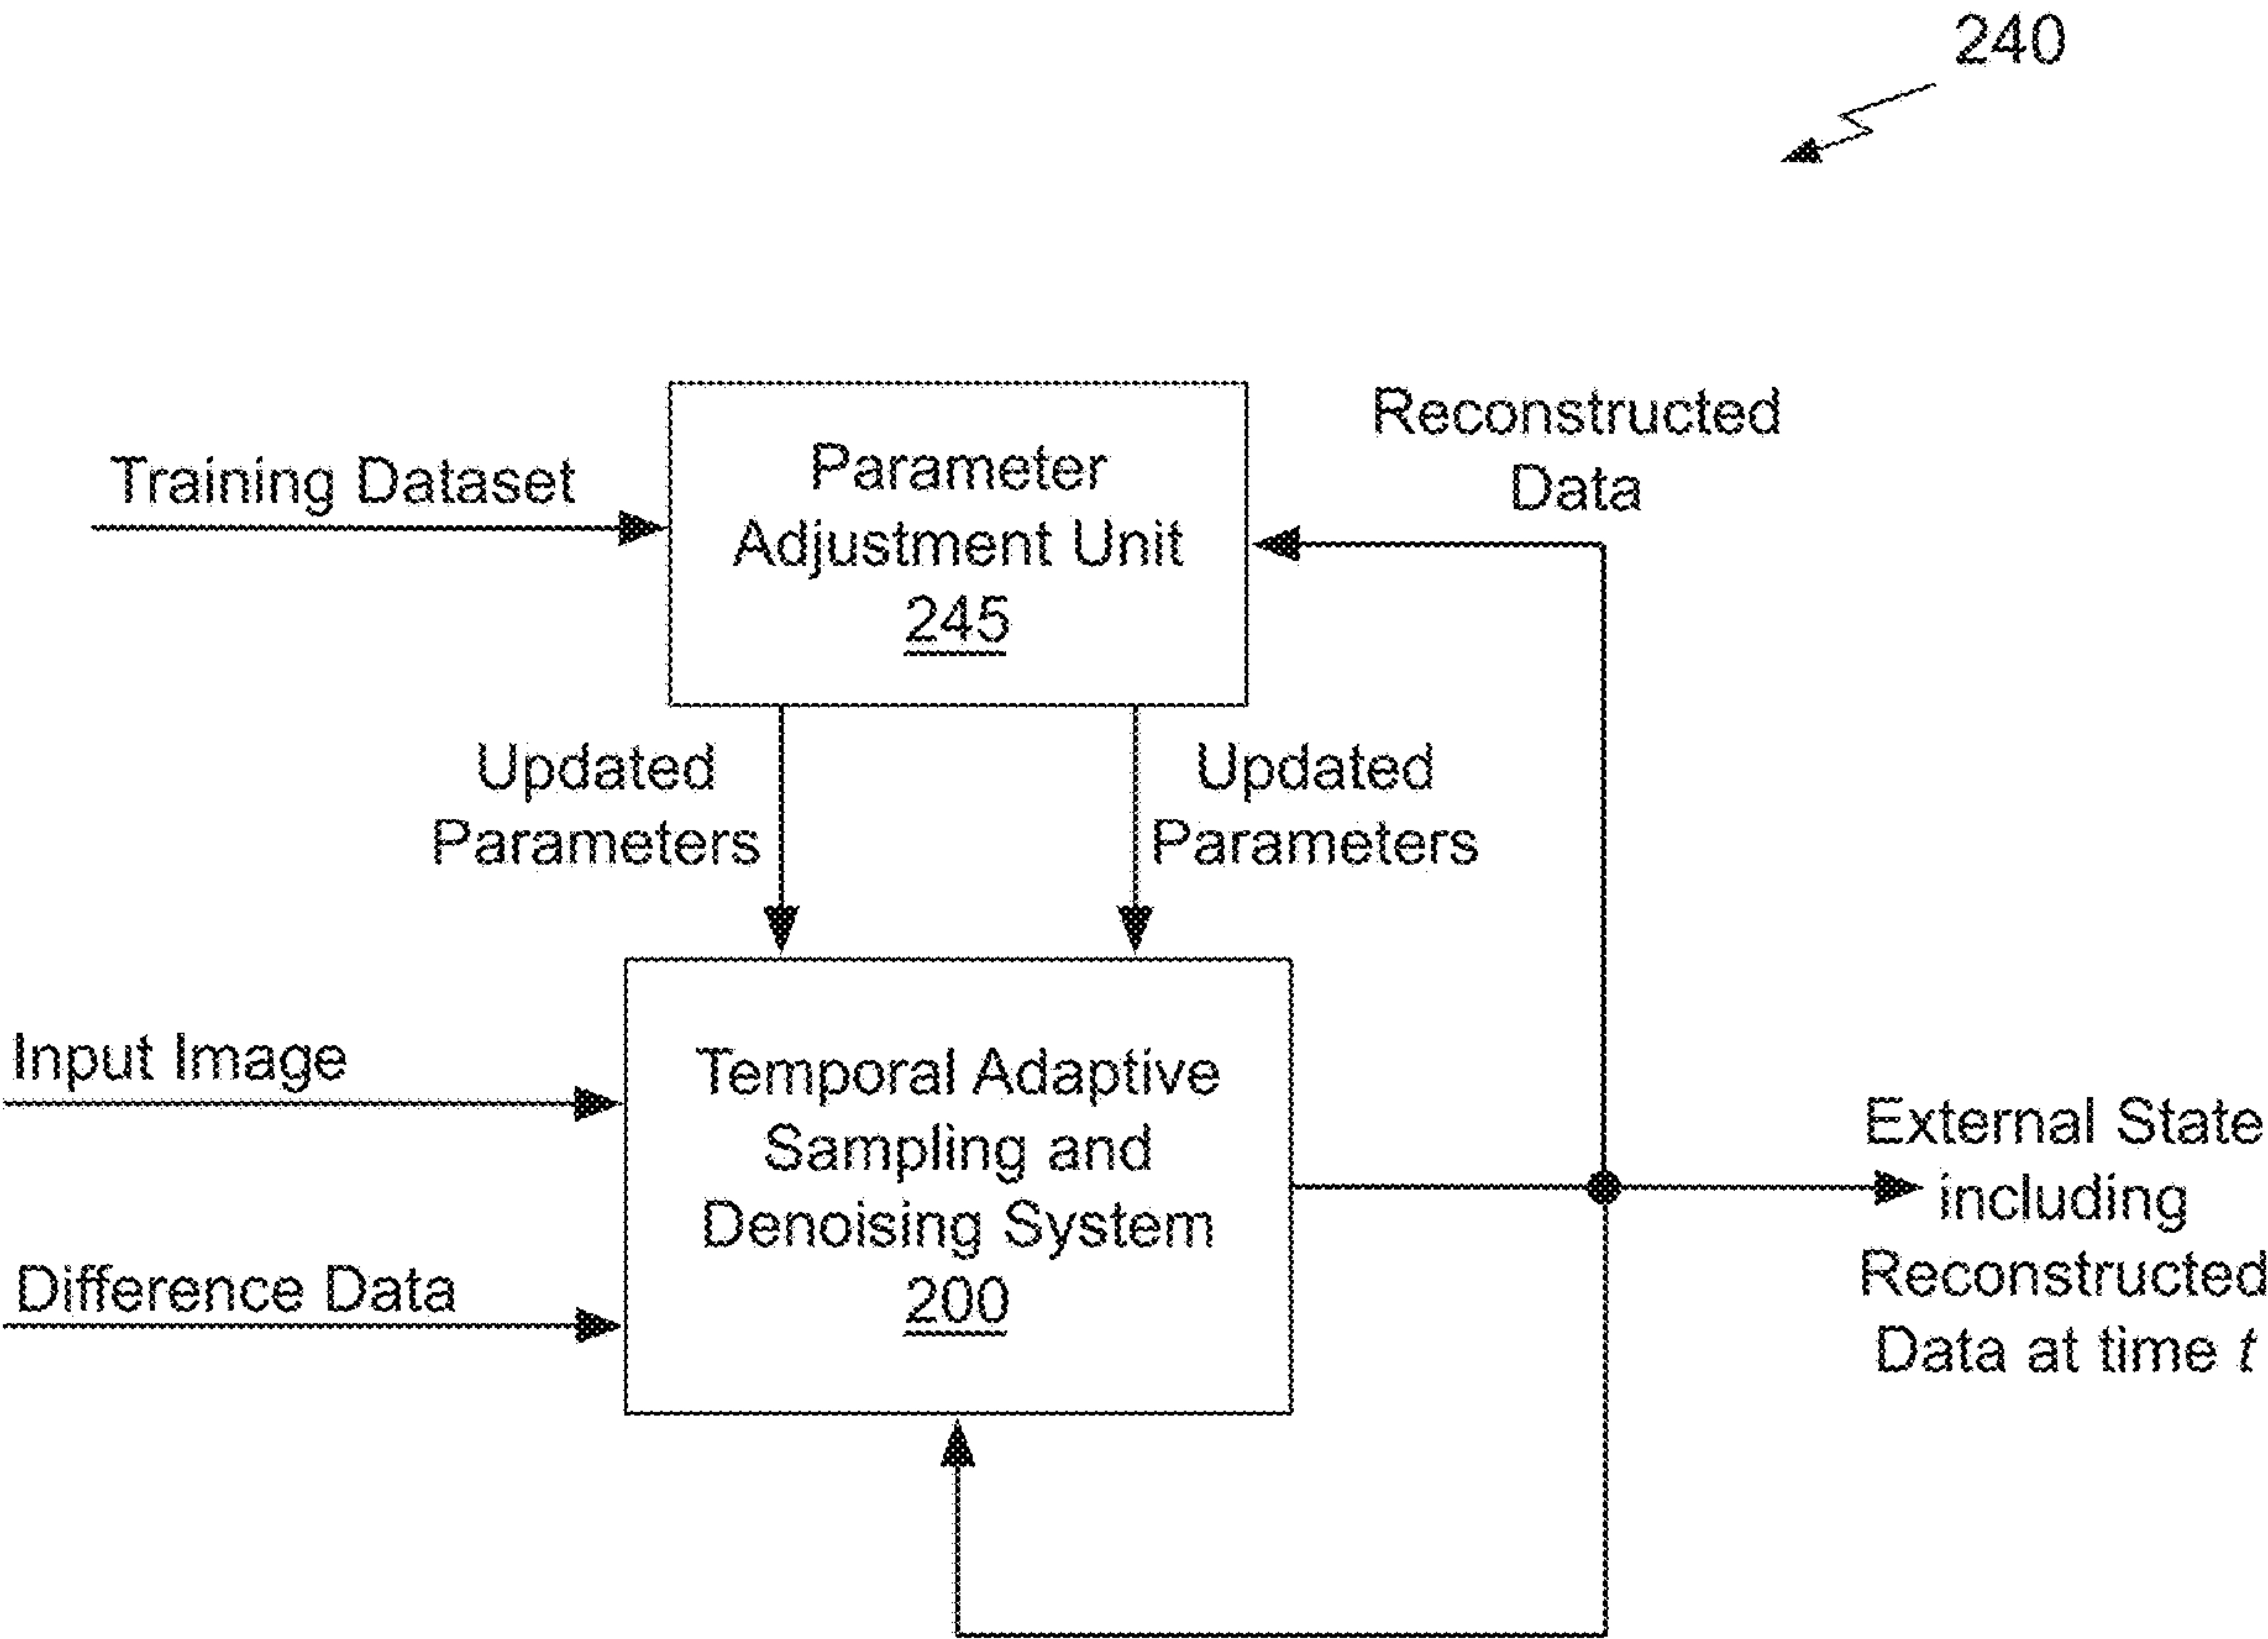 240
Reconstructed
Data
Training Dataset
Parameter
Adjustment Unit
245
Updated
Parameters
Updated
Parameters
Input Image
Difference Data
Temporal Adaptive
Sampling and
Denoising System
200
External State
including
Reconstructed
Data at time t